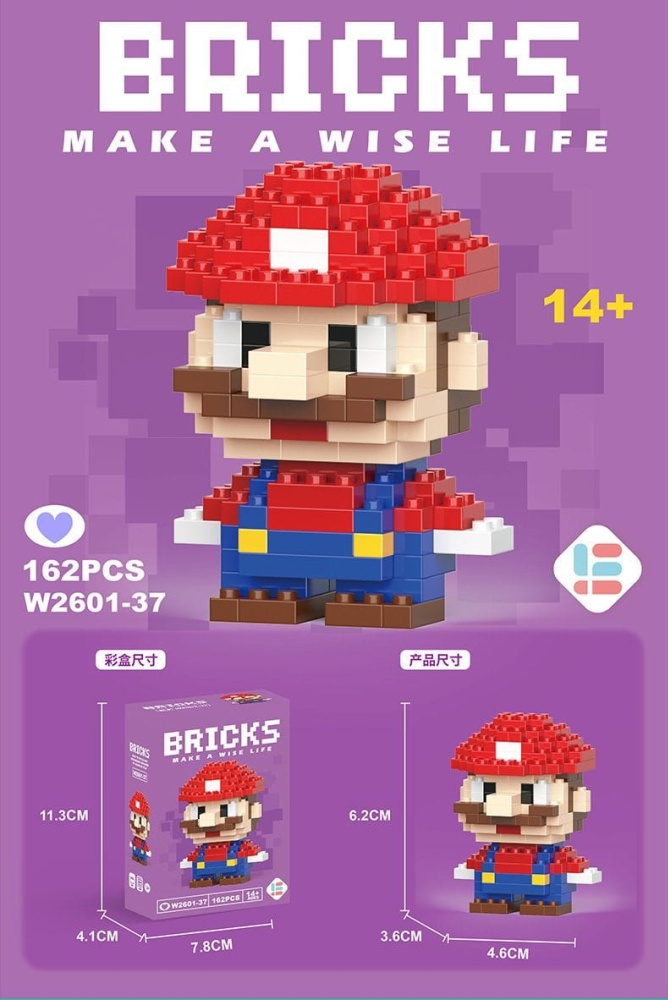 BRICKS
MAKE A WISE LIFE
14+
162PCS
W2601-37
彩盒尺寸
产品尺寸
BRICKS
BRICKS
MAKE A WISE LIFE
11.3CM
W2601-37
162PCS
14+
4.1CM
7.8CM
6.2CM
3.6CM
4.6CM